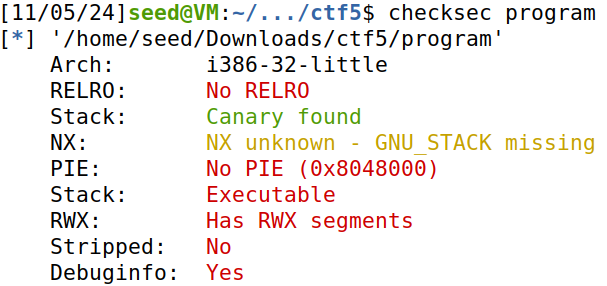 [11/05/24]seed@VM:~/.../ctf5$ checksec program
[*] '/home/seed/Downloads/ctf5/program'
    Arch:       i386-32-little
    RELRO:      No RELRO
    Stack:      Canary found
    NX:         NX unknown - GNU_STACK missing
    PIE:        No PIE (0x8048000)
    Stack:      Executable
    RWX:        Has RWX segments
    Stripped:   No
    Debuginfo:  Yes